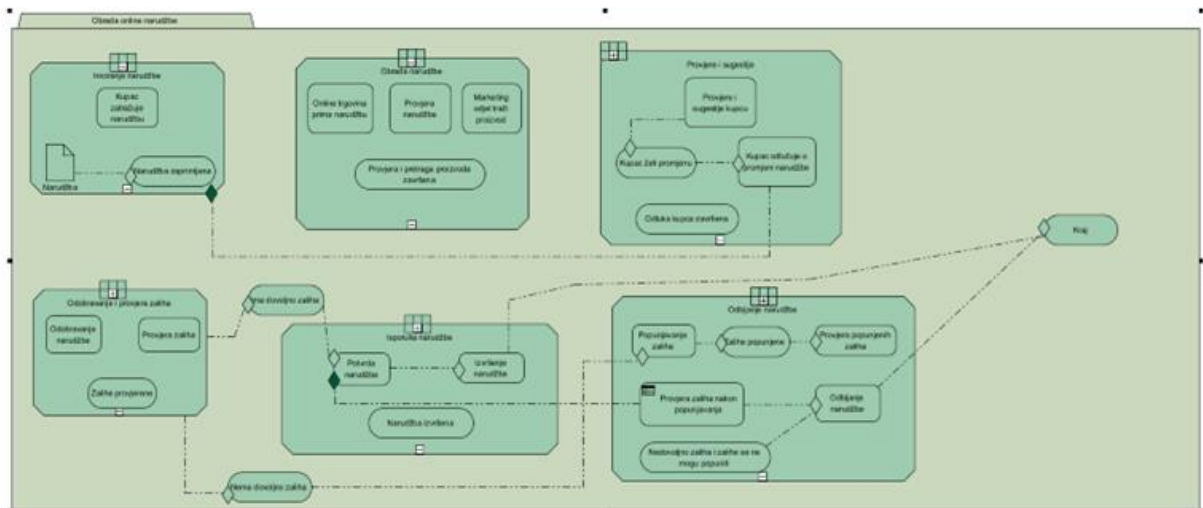 Obrada online narudžbe
Iniciranje narudžbe
Kupac
zatražuje
narudžbu
Narudžba
Narudžba zaprimljena
Obrada narudžbe
Online trgovina
prima narudžbu
Provjera
narudžbe
Marketing
odjel traži
proizvod
Provjera i pretraga proizvoda
završena
Provjere i sugestije
Provjere i
sugestije kupcu
Kupac želi promjenu
Kupac odlučuje o
promjeni narudžbe
Odluka kupca završena
Kraj
Odobravanje i provjera zaliha
Odobravanje
narudžbe
Provjera zaliha
Zalihe provjerene
Ima dovoljno zaliha
Nema dovoljno zaliha
Isporuka narudžbe
Potvrda
narudžbe
Izvršenje
narudžbe
Narudžba izvršena
Odbijanje narudžbe
Popunjavanje
zaliha
Zalihe popunjene
Provjera popunjenih
zaliha
Provjera zaliha nakon
popunjavanja
Odbijanje
narudžbe
Nedovoljno zaliha i zalihe se ne
mogu popuniti